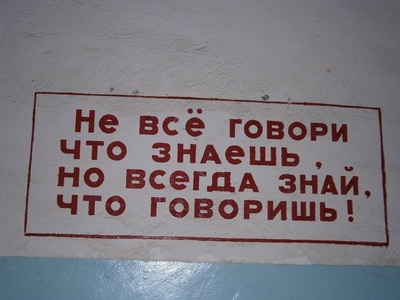 Не всё говори
что знаешь,
но всегда знай,
что говоришь!